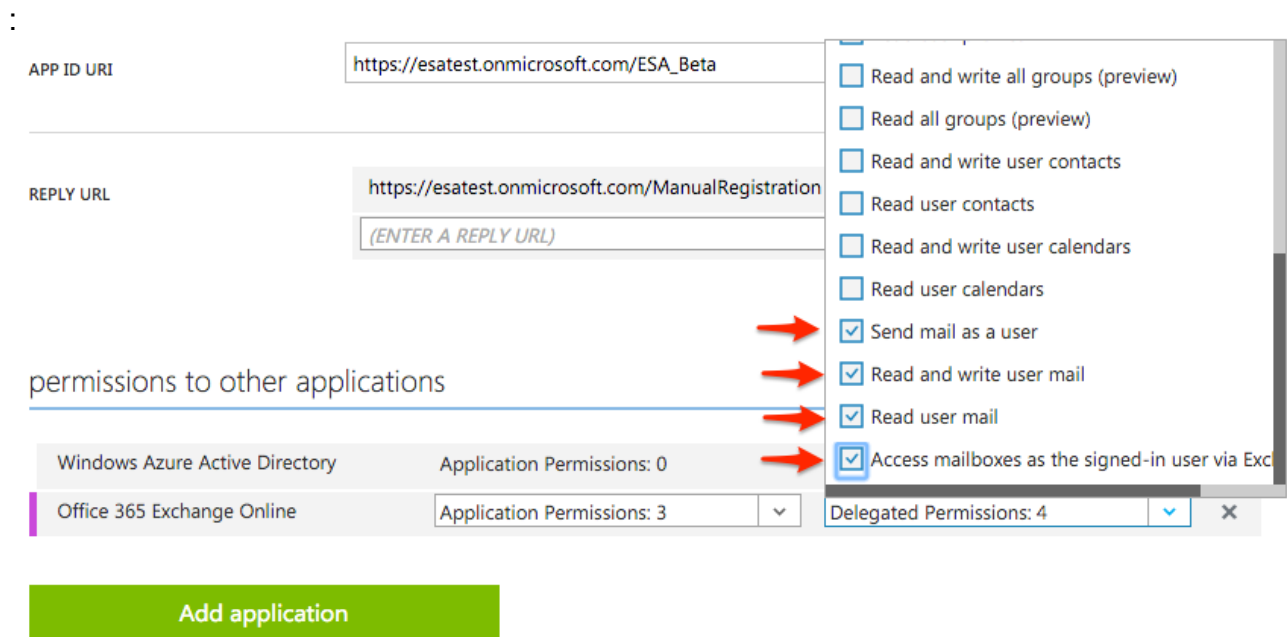 :
APP ID URI
https://esatest.onmicrosoft.com/ESA_Beta
REPLY URL
https://esatest.onmicrosoft.com/ManualRegistration
(ENTER A REPLY URL)
Read and write all groups (preview)
Read all groups (preview)
Read and write user contacts
Read user contacts
Read and write user calendars
Read user calendars
Send mail as a user
Read and write user mail
Read user mail
Access mailboxes as the signed-in user via Excl
permissions to other applications
Windows Azure Active Directory
Application Permissions: 0
Office 365 Exchange Online
Application Permissions: 3
Delegated Permissions: 4
Add application